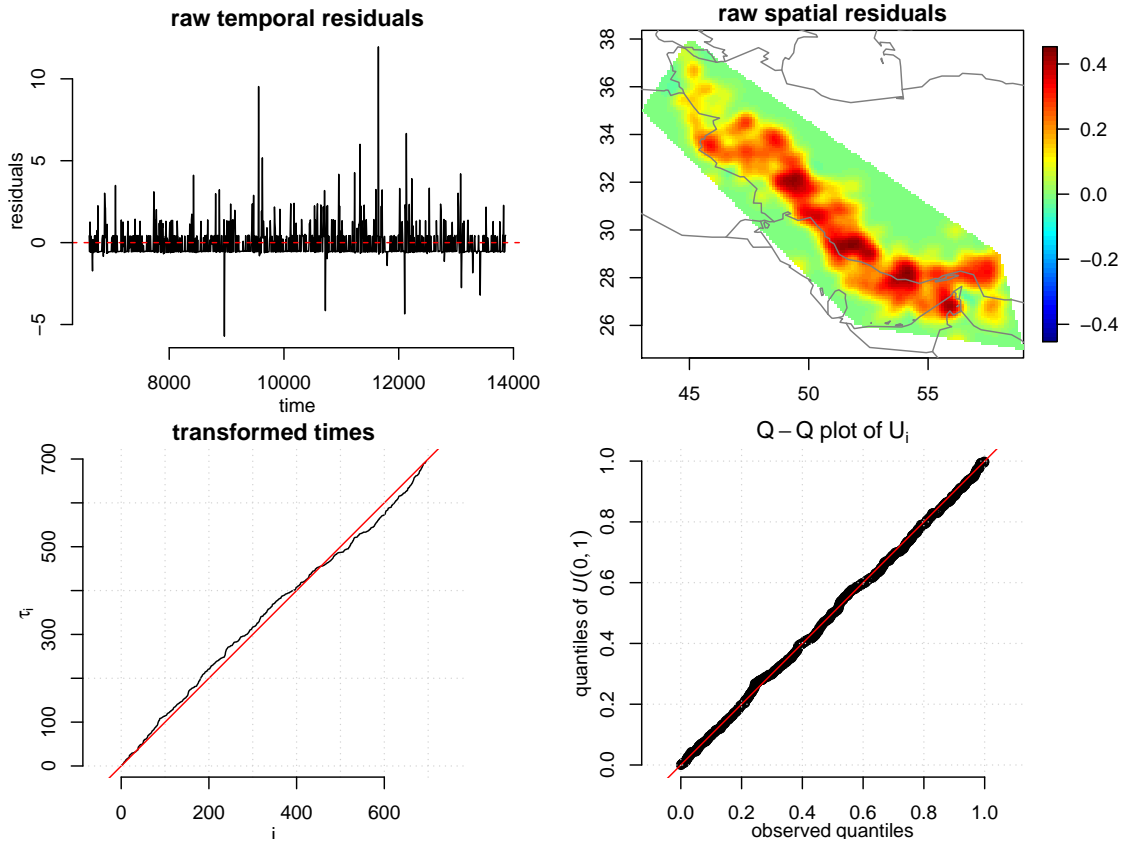 raw temporal residuals
residuals
10
5
0
−5
8000 10000 12000 14000
time
raw spatial residuals
38
36
34
32
30
28
26
45 50 55
0.4
0.2
0.0
−0.2
−0.4
transformed times
τi
700
500
300
100
0
0 200 400 600
i
Q − Q plot of Ui
quantiles of U(0, 1)
1.0
0.8
0.6
0.4
0.2
0.0
0.0 0.2 0.4 0.6 0.8 1.0
observed quantiles